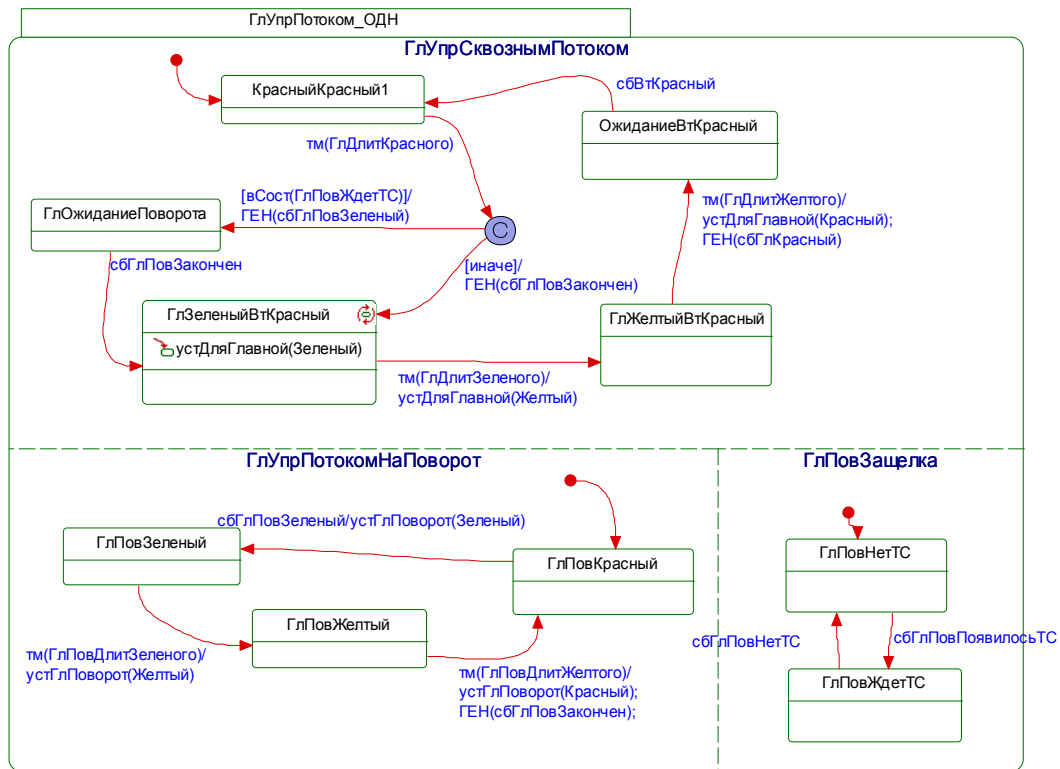 ГлУпрПотоком_ОДН
ГлУпрСквознымПотоком
КрасныйКрасный1
сбВтКрасный
ОжиданиеВтКрасный
тм(ГлДлитКрасного)
[вСост(ГлПовЖдетТС)]/
ГЕН(сбГлПовЗеленый)
тм(ГлДлитЖелтого)/
устДляГлавной(Красный);
ГЕН(сбГлКрасный)
ГлОжиданиеПоворота
C
сбГлПовЗакончен
[иначе]/
ГЕН(сбГлПовЗакончен)
ГлЗеленыйВтКрасный
устДляГлавной(Зеленый)
ГлЖелтыйВтКрасный
тм(ГлДлитЗеленого)/
устДляГлавной(Желтый)
ГлУпрПотокомНаПоворот
сбГлПовЗеленый/устГлПоворот(Зеленый)
ГлПовЗеленый
ГлПовКрасный
ГлПовЖелтый
тм(ГлПовДлитЗеленого)/
устГлПоворот(Желтый)
тм(ГлПовДлитЖелтого)/
устГлПоворот(Красный);
ГЕН(сбГлПовЗакончен);
ГлПовЗащелка
ГлПовНетТС
сбГлПовНетТС
сбГлПовПоявилосьТС
ГлПовЖдетТС